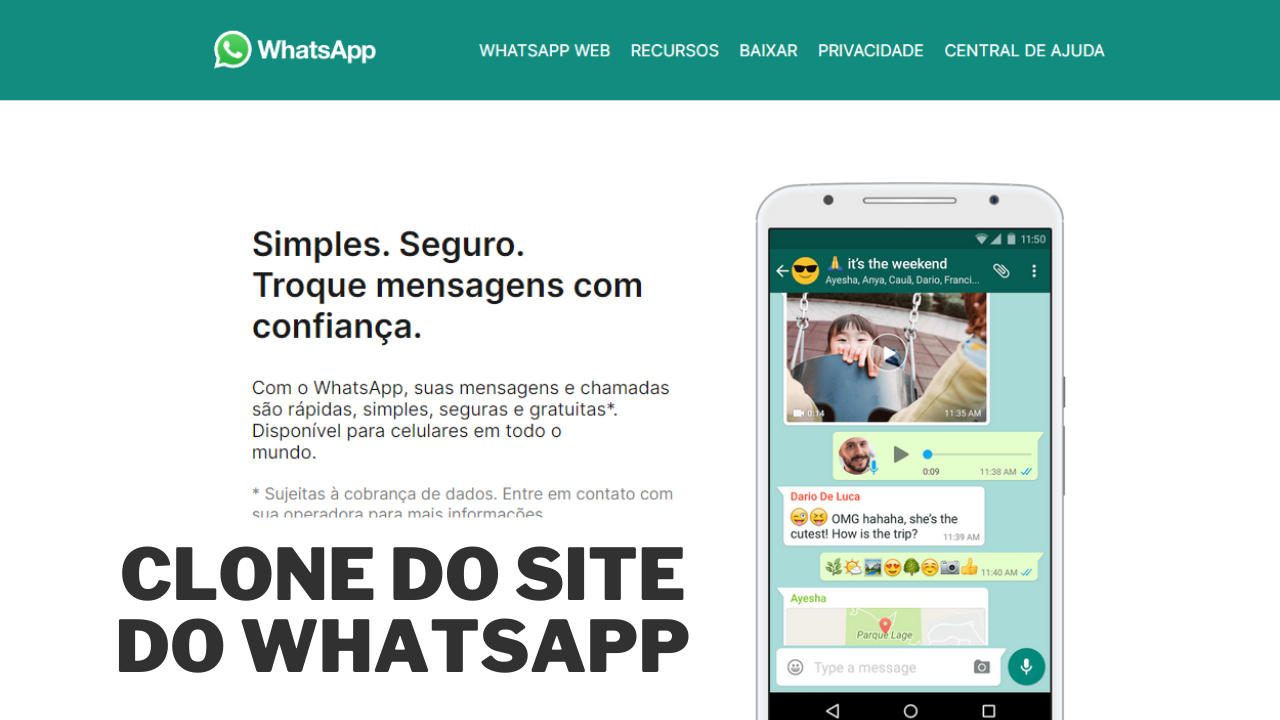 WhatsApp
WHATSAPP WEB RECURSOS BAIXAR PRIVACIDADE CENTRAL DE AJUDA
Simples. Seguro.
Troque mensagens com
confiança.
Com o WhatsApp, suas mensagens e chamadas
são rápidas, simples, seguras e gratuitas*.
Disponível para celulares em todo o
mundo.
* Sujeitas à cobrança de dados. Entre em contato com
sua operadora para mais informações
CLONE DO SITE
DO WHATSAPP
11:50
🙏 it's the weekend
Ayesha, Anya, Cauã, Dario, Franci...
0:14 11:35 AM
0:09 11:38 AM
Dario De Luca
😜😝 OMG hahaha, she's the
cutest! How is the trip? 11:39 AM
🌿🌤🏞😍🌳☺️📷👍 11:40 AM
Ayesha
Parque Lage
Type a message